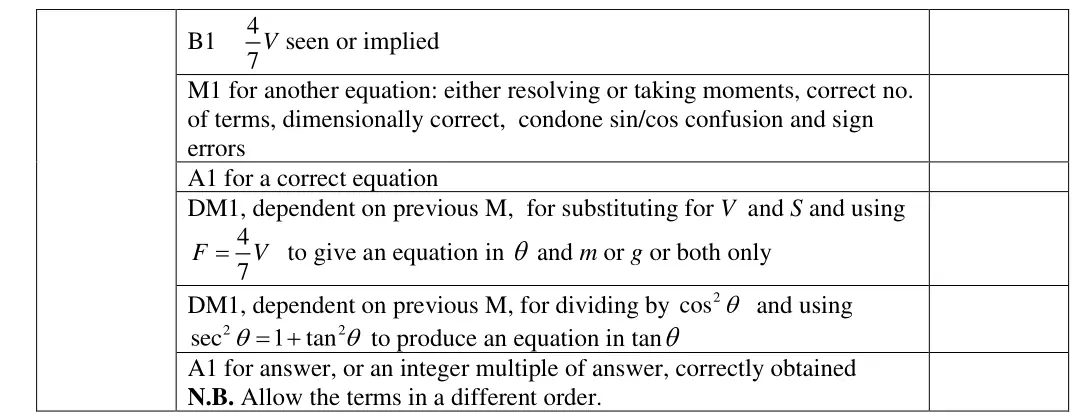 B1 4/7 V seen or implied
M1 for another equation: either resolving or taking moments, correct no.
of terms, dimensionally correct, condone sin/cos confusion and sign
errors
A1 for a correct equation
DM1, dependent on previous M, for substituting for V and S and using
F = 4/7 V to give an equation in θ and m or g or both only
DM1, dependent on previous M, for dividing by cos² θ and using
sec² θ = 1 + tan² θ to produce an equation in tan θ
A1 for answer, or an integer multiple of answer, correctly obtained
N.B. Allow the terms in a different order.